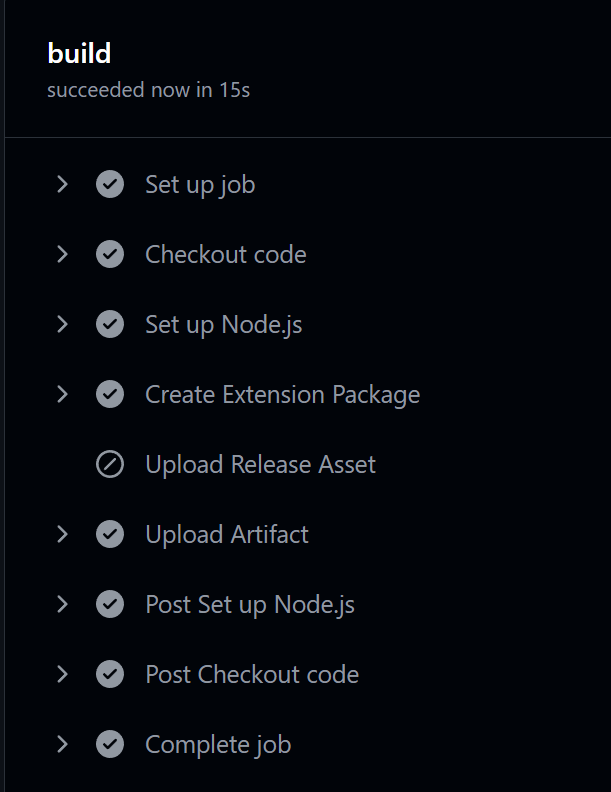 build
succeeded now in 15s
Set up job
Checkout code
Set up Node.js
Create Extension Package
Upload Release Asset
Upload Artifact
Post Set up Node.js
Post Checkout code
Complete job